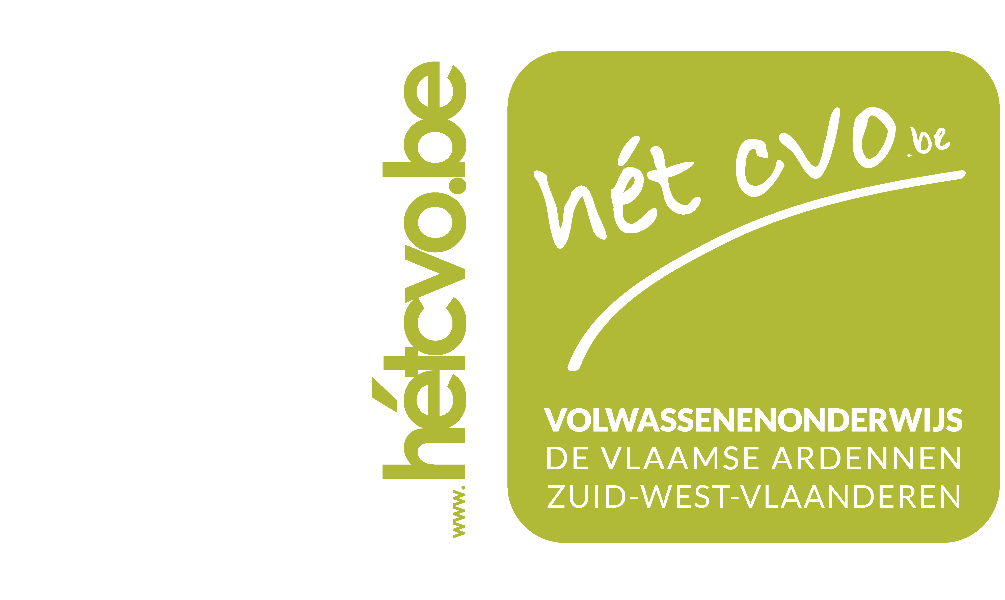 www.hétcvo.be
hét cvo.be
VOLWASSENENONDERWIJS
DE VLAAMSE ARDENNEN
ZUID-WEST-VLAANDEREN